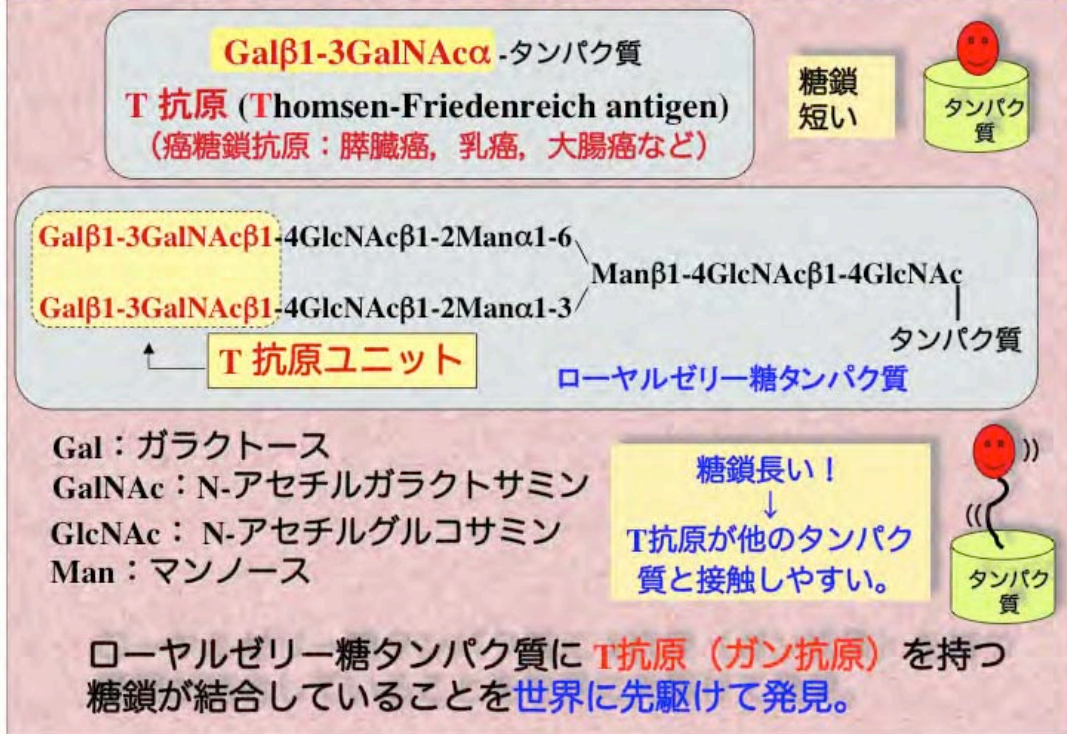 Galβ1-3GalNAcα-タンパク質
T 抗原 (Thomsen-Friedenreich antigen)
（癌糖鎖抗原：膵臓癌，乳癌，大腸癌など）
糖鎖
短い
タンパク
質
Galβ1-3GalNAcβ1-4GlcNAcβ1-2Manα1-6
Manβ1-4GlcNAcβ1-4GlcNAc
Galβ1-3GalNAcβ1-4GlcNAcβ1-2Manα1-3
タンパク質
T 抗原ユニット
ローヤルゼリー糖タンパク質
Gal：ガラクトース
GalNAc：N-アセチルガラクトサミン
GlcNAc： N-アセチルグルコサミン
Man：マンノース
糖鎖長い！
↓
T抗原が他のタンパク
質と接触しやすい。
タンパク
質
ローヤルゼリー糖タンパク質に T抗原（ガン抗原）を持つ
糖鎖が結合していることを世界に先駆けて発見。